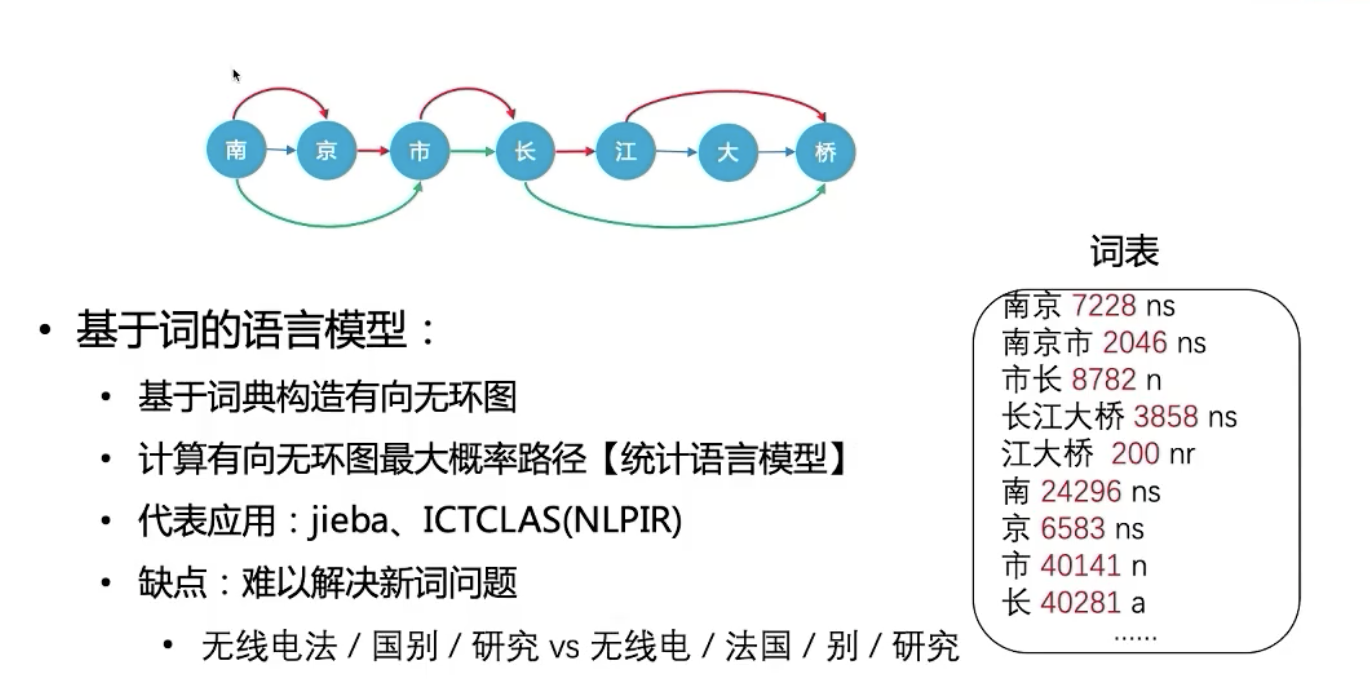 南 京 市 长 江 大 桥
词表
南京 7228 ns
南京市 2046 ns
市长 8782 n
长江大桥 3858 ns
江大桥 200 nr
南 24296 ns
京 6583 ns
市 40141 n
长 40281 a
......
• 基于词的语言模型：
• 基于词典构造有向无环图
• 计算有向无环图最大概率路径【统计语言模型】
• 代表应用：jieba、ICTCLAS(NLPIR)
• 缺点：难以解决新词问题
• 无线电法 / 国别 / 研究 vs 无线电 / 法国 / 别 / 研究